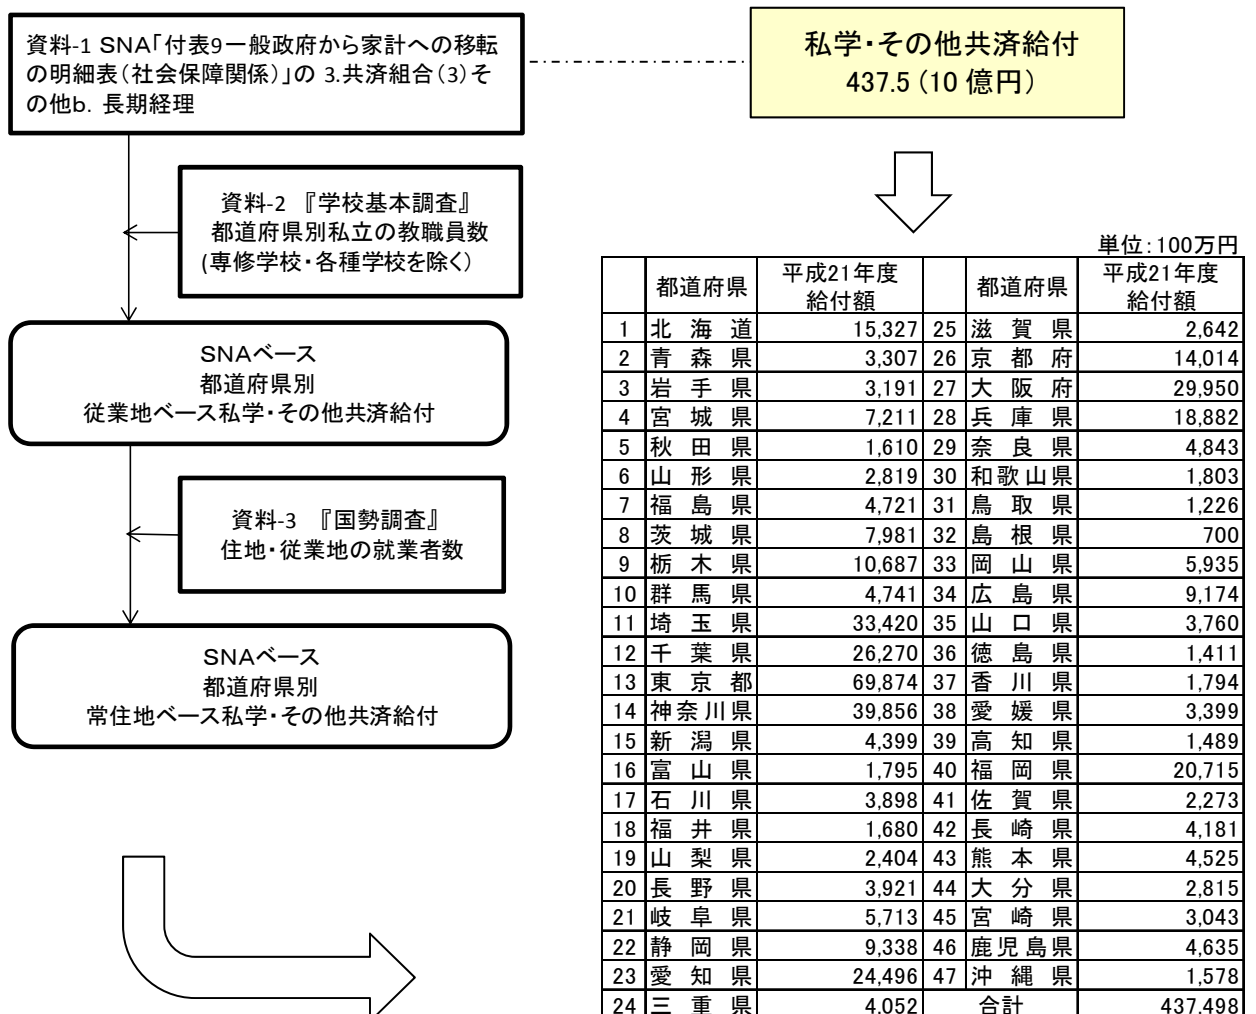 資料-1 SNA「付表9一般政府から家計への移転
の明細表(社会保障関係)」の 3.共済組合(3)そ
の他b. 長期経理
私学・その他共済給付
437.5 (10 億円)
資料-2 『学校基本調査』
都道府県別私立の教職員数
(専修学校・各種学校を除く)
SNAベース
都道府県別
従業地ベース私学・その他共済給付
資料-3 『国勢調査』
住地・従業地の就業者数
SNAベース
都道府県別
常住地ベース私学・その他共済給付
単位:100万円
都道府県 平成21年度 給付額 都道府県 平成21年度 給付額
1 北海道 15,327 25 滋賀県 2,642
2 青森県 3,307 26 京都府 14,014
3 岩手県 3,191 27 大阪府 29,950
4 宮城県 7,211 28 兵庫県 18,882
5 秋田県 1,610 29 奈良県 4,843
6 山形県 2,819 30 和歌山県 1,803
7 福島県 4,721 31 鳥取県 1,226
8 茨城県 7,981 32 島根県 700
9 栃木県 10,687 33 岡山県 5,935
10 群馬県 4,741 34 広島県 9,174
11 埼玉県 33,420 35 山口県 3,760
12 千葉県 26,270 36 徳島県 1,411
13 東京都 69,874 37 香川県 1,794
14 神奈川県 39,856 38 愛媛県 3,399
15 新潟県 4,399 39 高知県 1,489
16 富山県 1,795 40 福岡県 20,715
17 石川県 3,898 41 佐賀県 2,273
18 福井県 1,680 42 長崎県 4,181
19 山梨県 2,404 43 熊本県 4,525
20 長野県 3,921 44 大分県 2,815
21 岐阜県 5,713 45 宮崎県 3,043
22 静岡県 9,338 46 鹿児島県 4,635
23 愛知県 24,496 47 沖縄県 1,578
24 三重県 4,052 合計 437,498